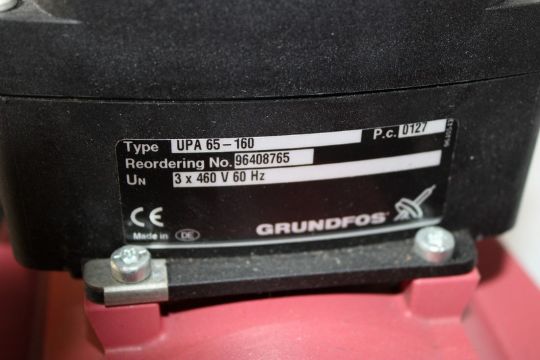 Type UPA 65-160 P.c. 0127
Reordering No. 96408765
UN 3 x 460 V 60 Hz
CE
GRUNDFOS
Made in DE